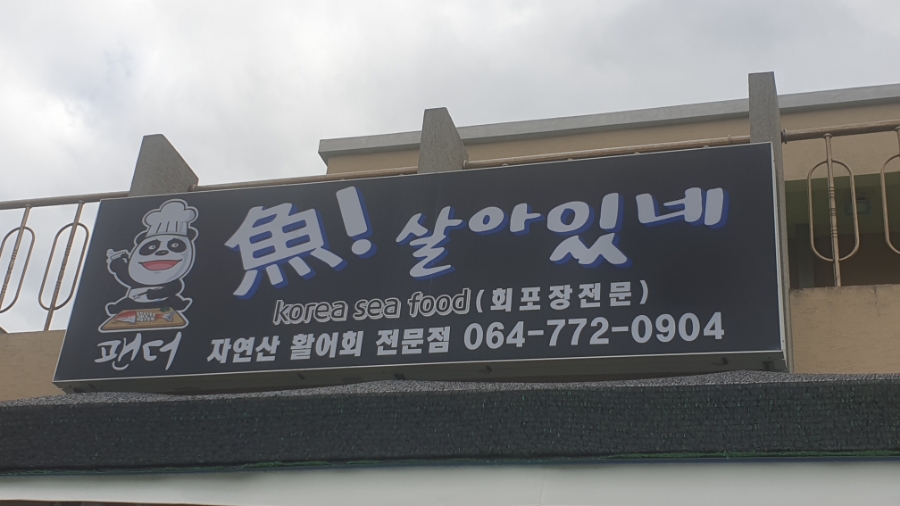 魚! 살아있네
korea sea food (회포장전문)
팬더
자연산 활어회 전문점 064-772-0904